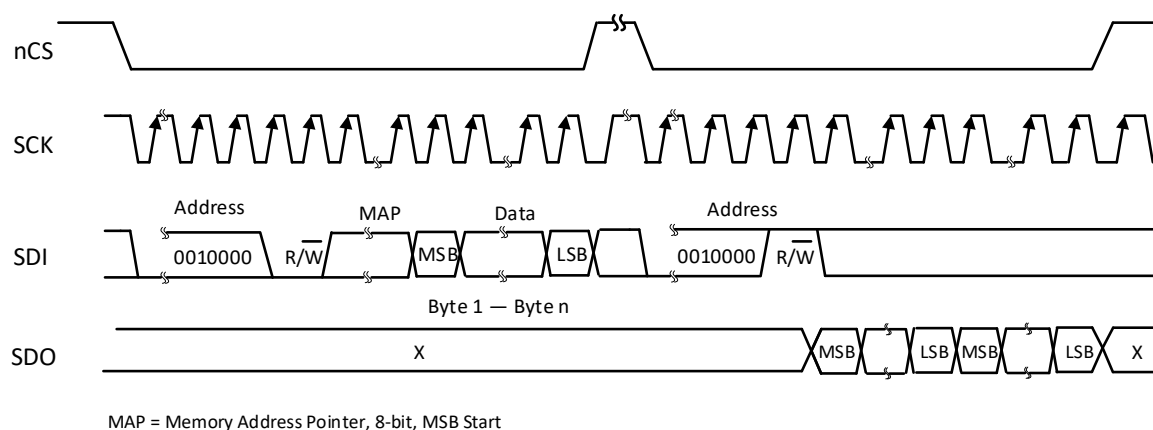 nCS
SCK
Address MAP Data Address
SDI 0010000 R/W̅ MSB LSB 0010000 R/W̅
Byte 1 — Byte n
SDO X MSB LSB MSB LSB X
MAP = Memory Address Pointer, 8-bit, MSB Start